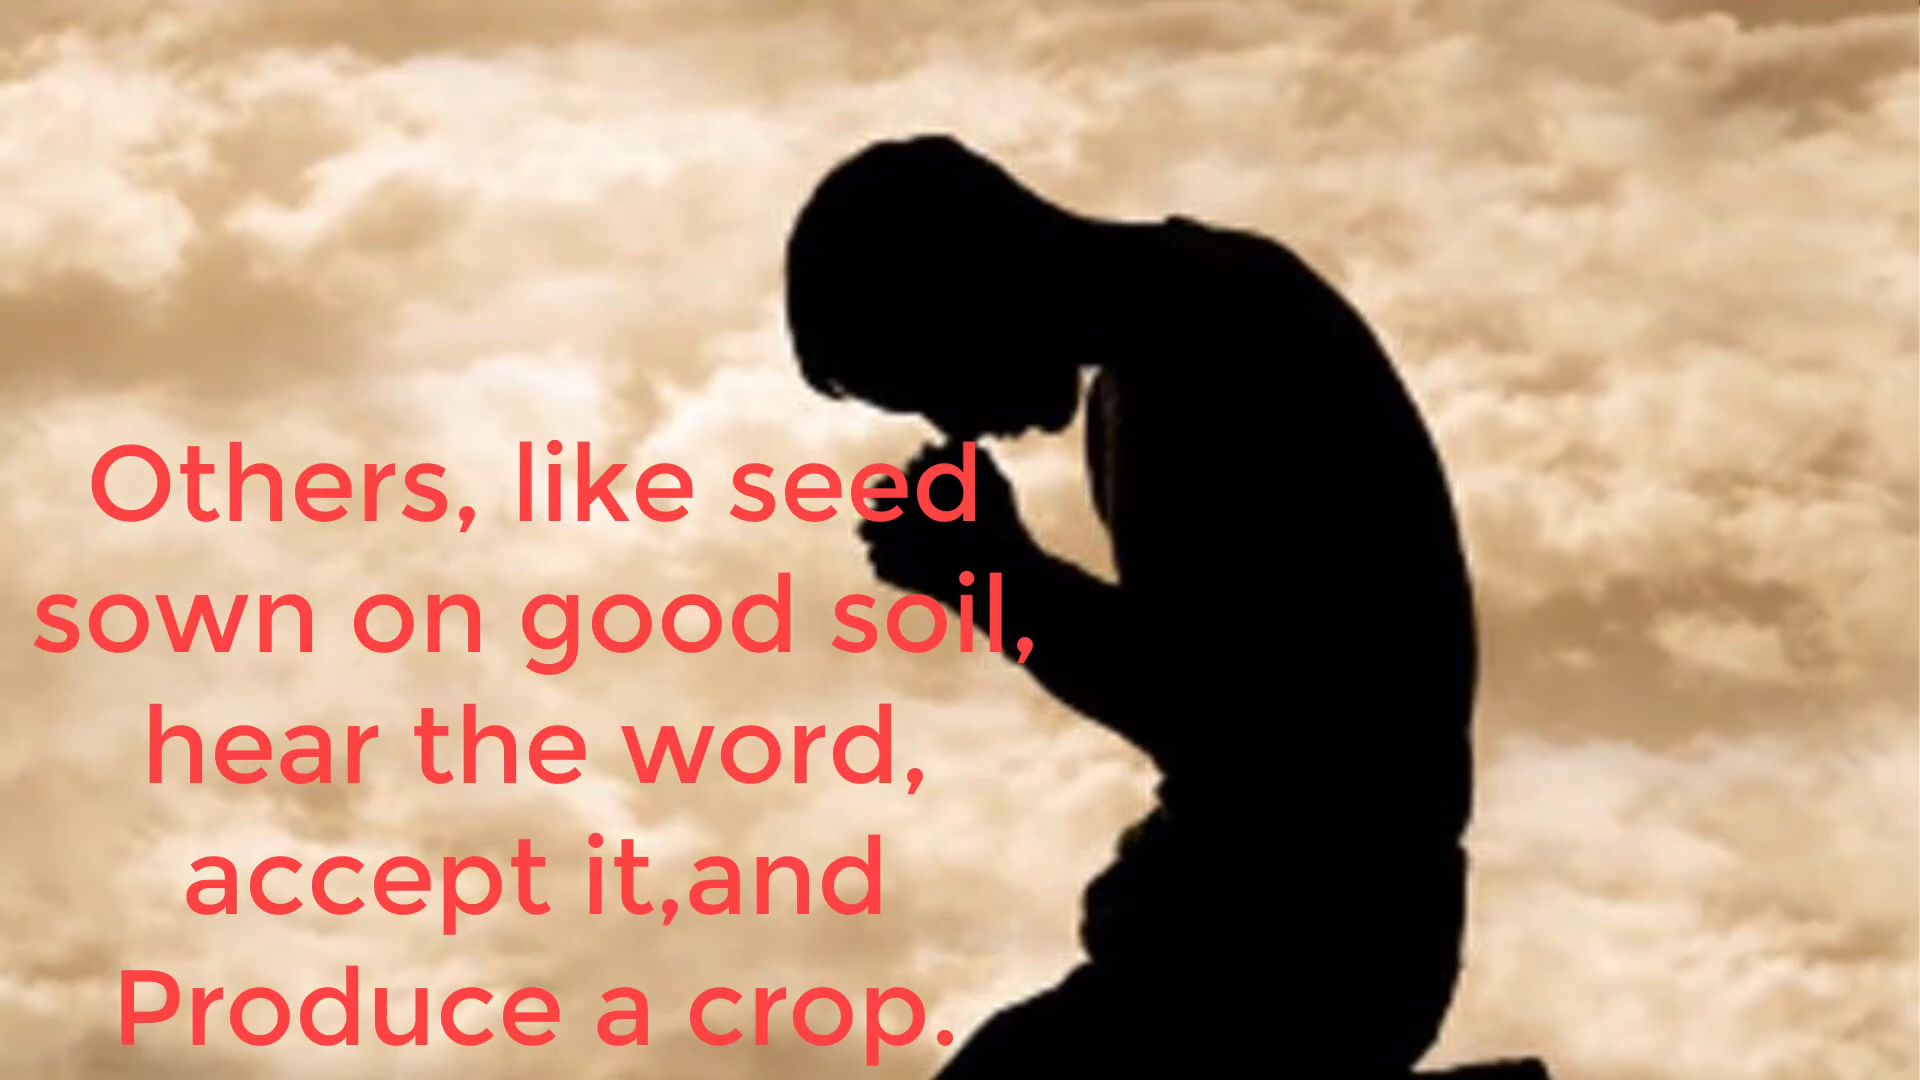 Others, like seed
sown on good soil,
hear the word,
accept it,and
Produce a crop.